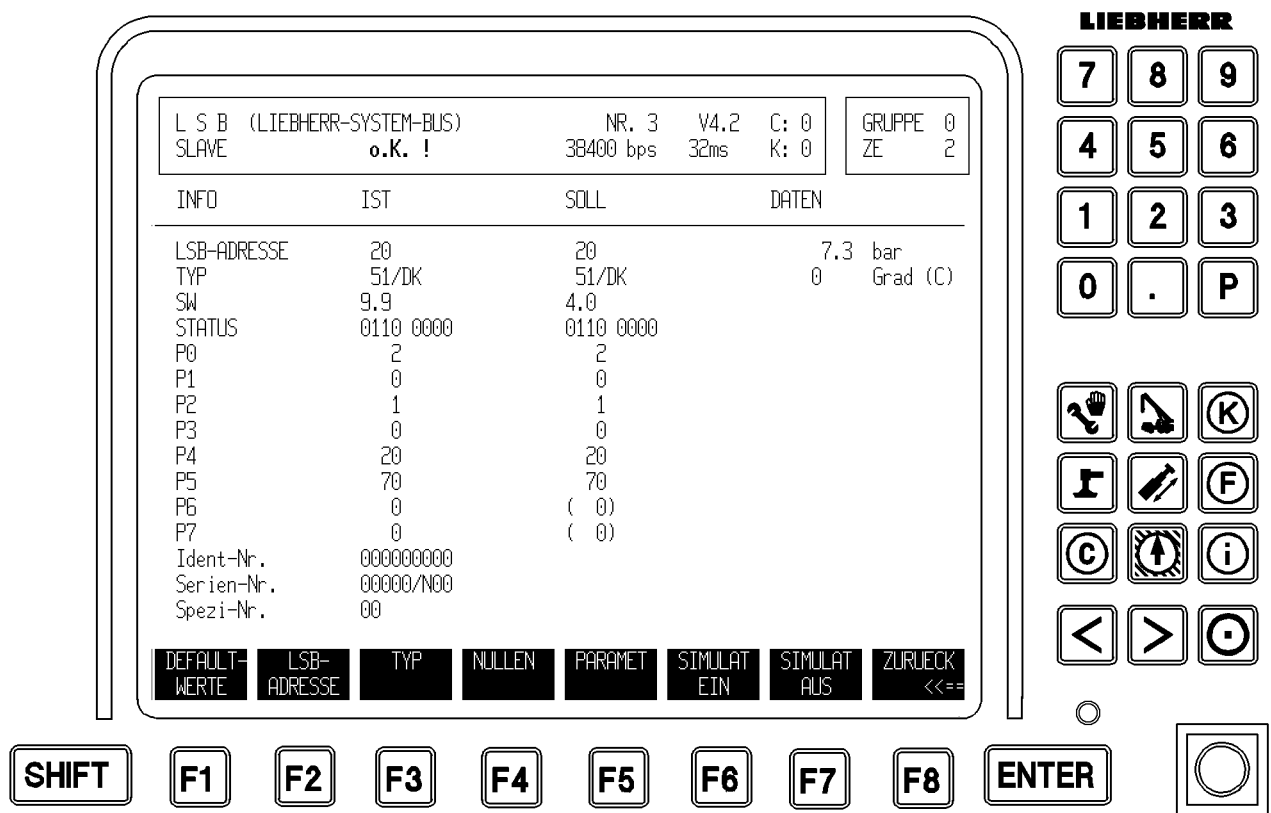 LIEBHERR
L S B (LIEBHERR-SYSTEM-BUS) NR. 3 V4.2 C: 0 GRUPPE 0
SLAVE o.K. ! 38400 bps 32ms K: 0 ZE 2
INFO IST SOLL DATEN
LSB-ADRESSE 20 20 7.3 bar
TYP 51/DK 51/DK 0 Grad (C)
SW 9.9 4.0
STATUS 0110 0000 0110 0000
P0 2 2
P1 0 0
P2 1 1
P3 0 0
P4 20 20
P5 70 70
P6 0 ( 0)
P7 0 ( 0)
Ident-Nr. 000000000
Serien-Nr. 00000/N00
Spezi-Nr. 00
DEFAULT- LSB- TYP NULLEN PARAMET SIMULAT SIMULAT ZURUECK
WERTE ADRESSE EIN AUS <<==
7 8 9
4 5 6
1 2 3
0 . P
K
F
C i
< >
SHIFT F1 F2 F3 F4 F5 F6 F7 F8 ENTER